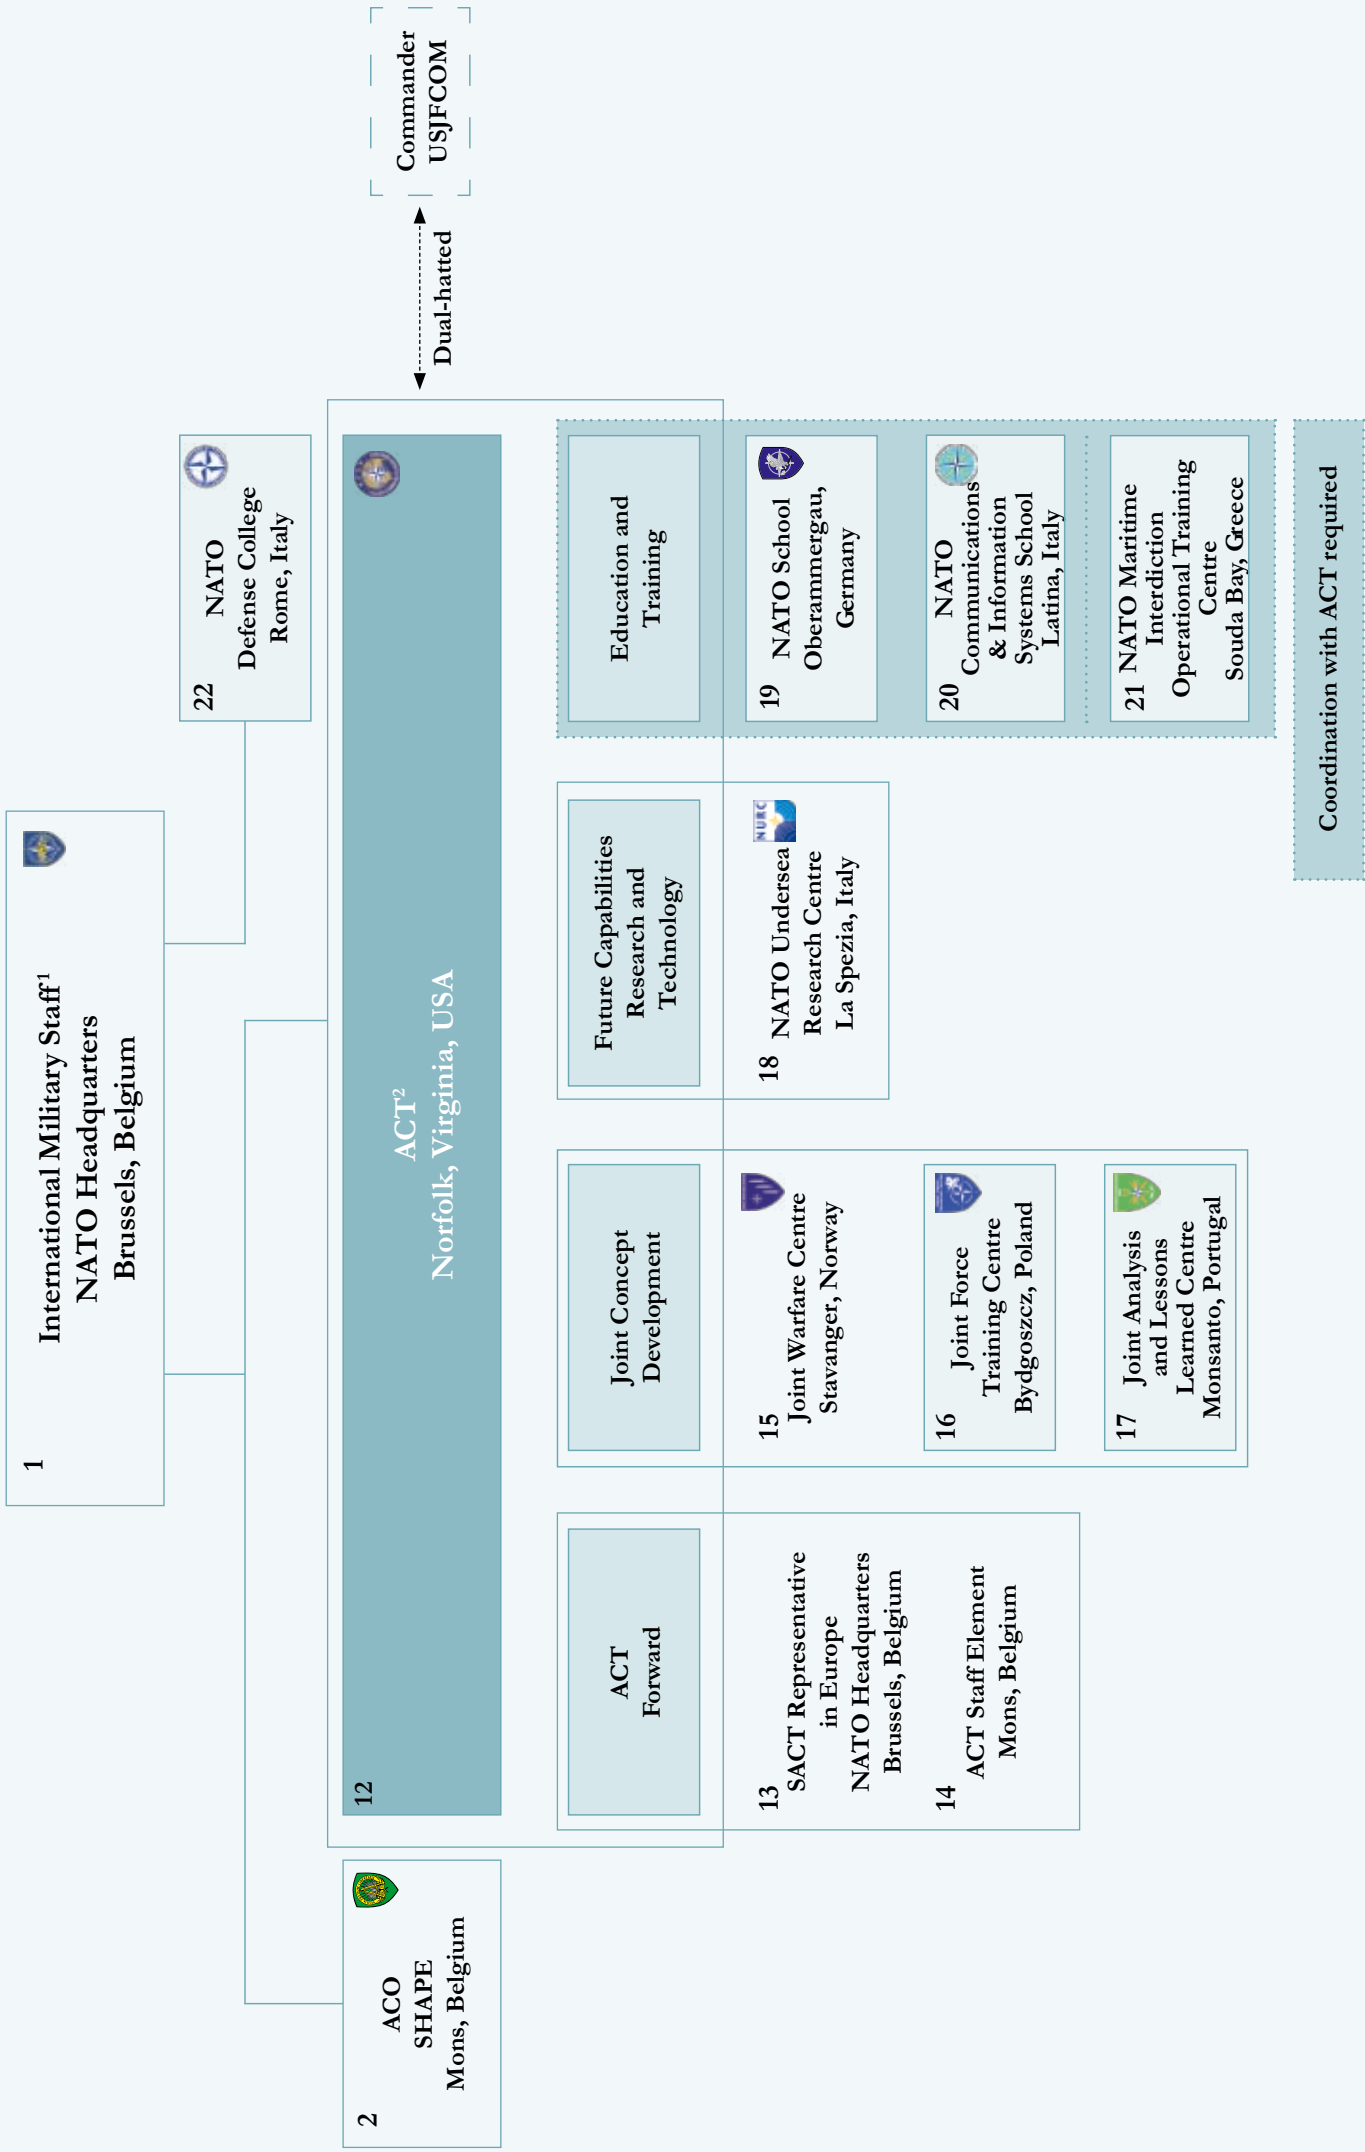 1
International Military Staff¹
NATO Headquarters
Brussels, Belgium
22
NATO
Defense College
Rome, Italy
2
ACO
SHAPE
Mons, Belgium
12
ACT²
Norfolk, Virginia, USA
Dual-hatted
Commander
USJFCOM
ACT
Forward
13
SACT Representative
in Europe
NATO Headquarters
Brussels, Belgium
14
ACT Staff Element
Mons, Belgium
Joint Concept
Development
15
Joint Warfare Centre
Stavanger, Norway
16
Joint Force
Training Centre
Bydgoszcz, Poland
17
Joint Analysis
and Lessons
Learned Centre
Monsanto, Portugal
Future Capabilities
Research and
Technology
18
NATO Undersea
Research Centre
La Spezia, Italy
NURC
Education and
Training
19
NATO School
Oberammergau,
Germany
20
NATO
Communications
& Information
Systems School
Latina, Italy
21
NATO Maritime
Interdiction
Operational Training
Centre
Souda Bay, Greece
Coordination with ACT required